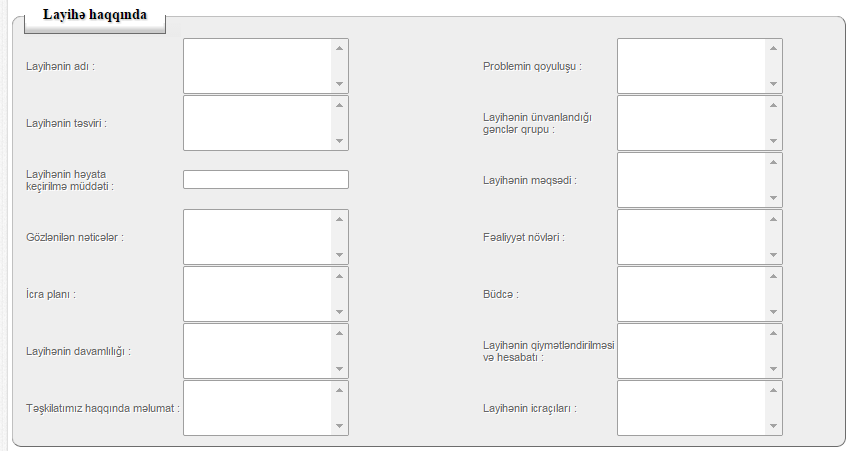 Layihə haqqında
Layihənin adı :
Problemin qoyuluşu :
Layihənin təsviri :
Layihənin ünvanlandığı
gənclər qrupu :
Layihənin həyata
keçirilmə müddəti :
Layihənin məqsədi :
Gözlənilən nəticələr :
Fəaliyyət növləri :
İcra planı :
Büdcə :
Layihənin davamlılığı :
Layihənin qiymətləndirilməsi
və hesabatı :
Təşkilatımız haqqında məlumat :
Layihənin icraçıları :